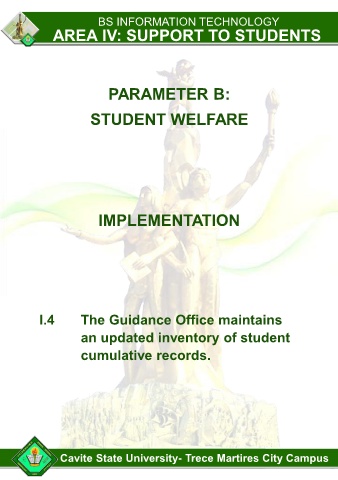 BS INFORMATION TECHNOLOGY
AREA IV: SUPPORT TO STUDENTS
PARAMETER B:
STUDENT WELFARE
IMPLEMENTATION
I.4 The Guidance Office maintains
an updated inventory of student
cumulative records.
Cavite State University- Trece Martires City Campus